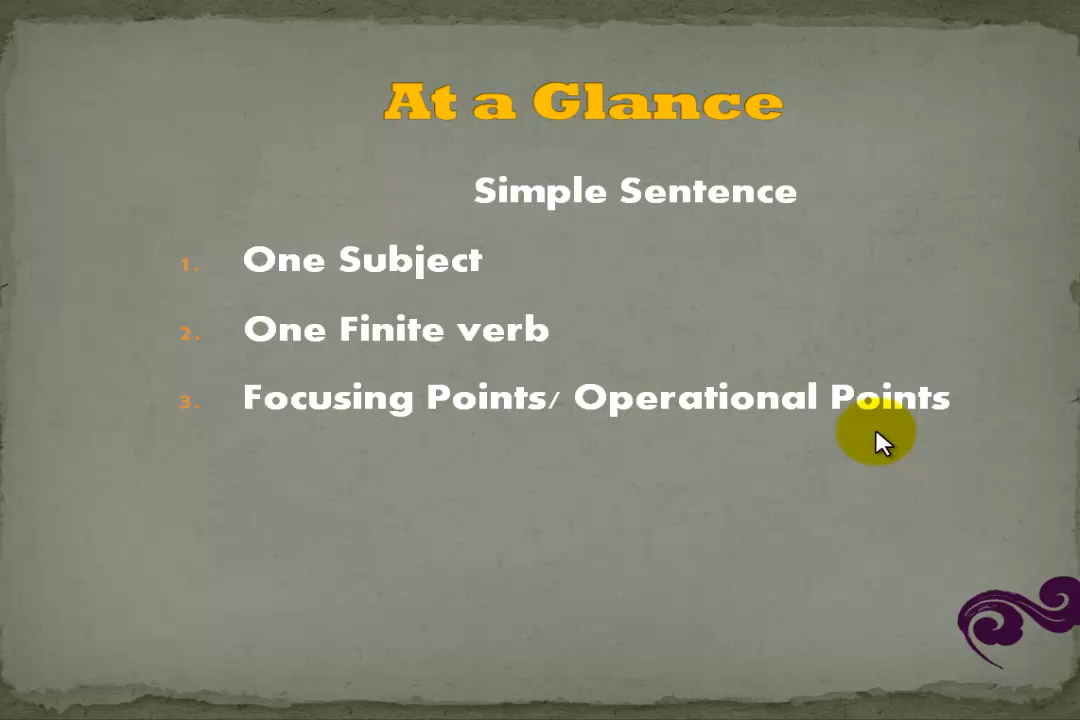 At a Glance
Simple Sentence
1. One Subject
2. One Finite verb
3. Focusing Points/ Operational Points